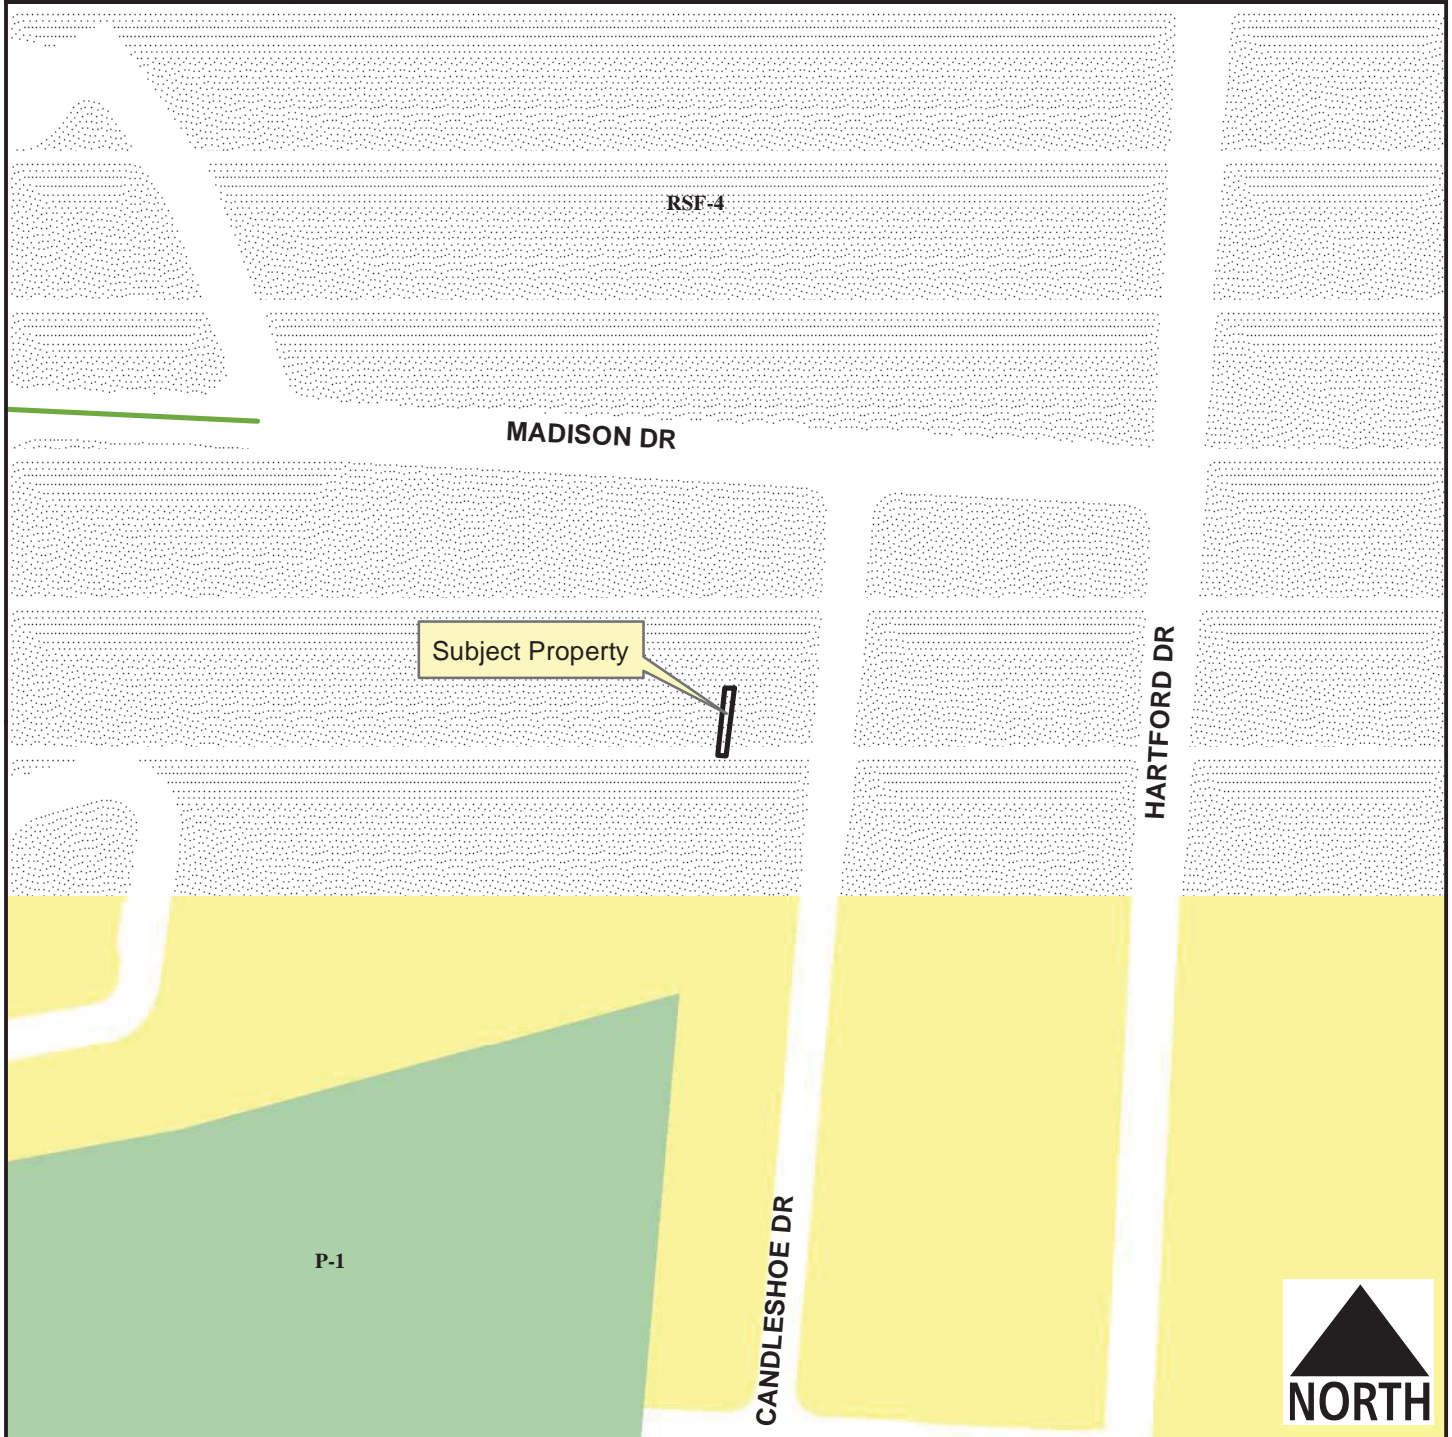 RSF-4
MADISON DR
Subject Property
HARTFORD DR
CANDLESHOE DR
P-1
NORTH